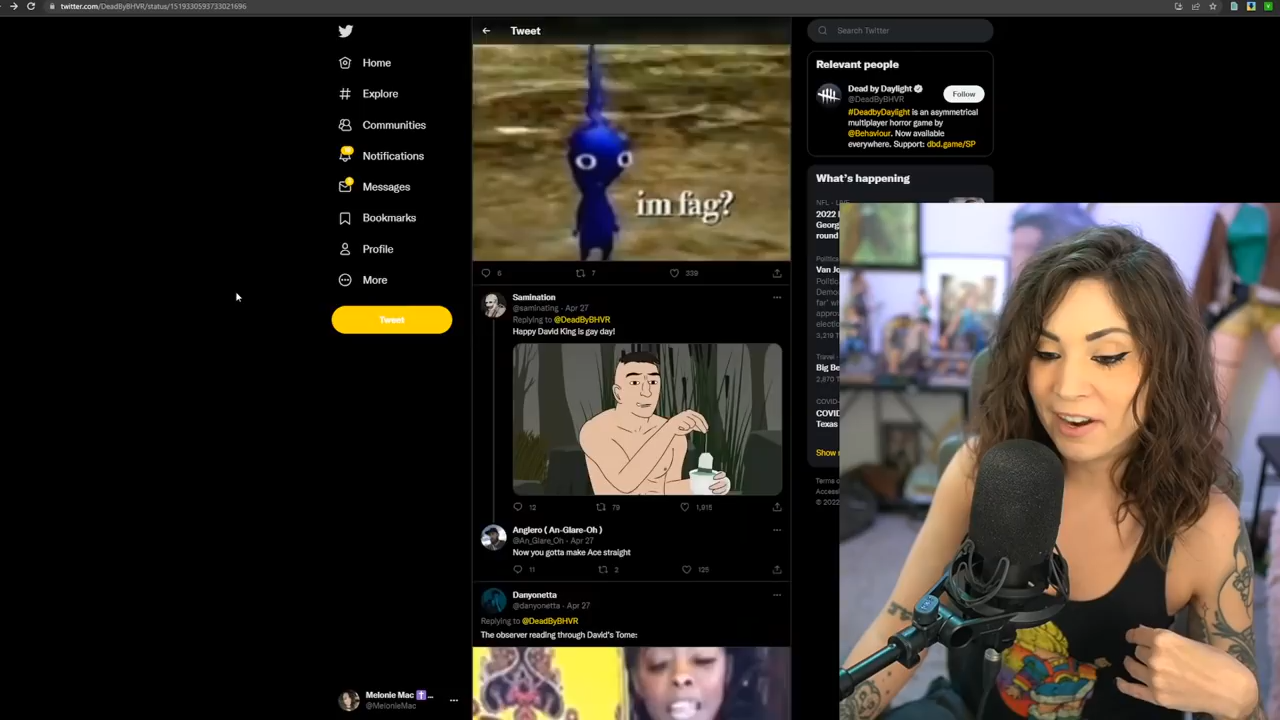 twitter.com/DeadByBHVR/status/1519330593733021696
Home
Explore
Communities
Notifications
Messages
Bookmarks
Profile
More
Tweet
Melonie Mac
@MelonieMac
Tweet
im fag?
6 7 339
Samination
@saminating · Apr 27
Replying to @DeadByBHVR
Happy David King is gay day!
12 79 1,915
Anglero ( An-Glare-Oh )
@An_Glare_Oh · Apr 27
Now you gotta make Ace straight
11 2 125
Danyonetta
@danyonetta · Apr 27
Replying to @DeadByBHVR
The observer reading through David's Tome:
Search Twitter
Relevant people
Dead by Daylight
@DeadByBHVR
Follow
#DeadbyDaylight is an asymmetrical
multiplayer horror game by
@Behaviour. Now available
everywhere. Support: dbd.game/SP
What's happening
NFL · LIVE
2022
Georg
round
Politica
Van Jo
Politica
Democ
far'
approv
electio
3,219
Travel ·
Big Be
2,870
COVID-
COVID
Texas
Show
Terms o
Accessi
© 2022